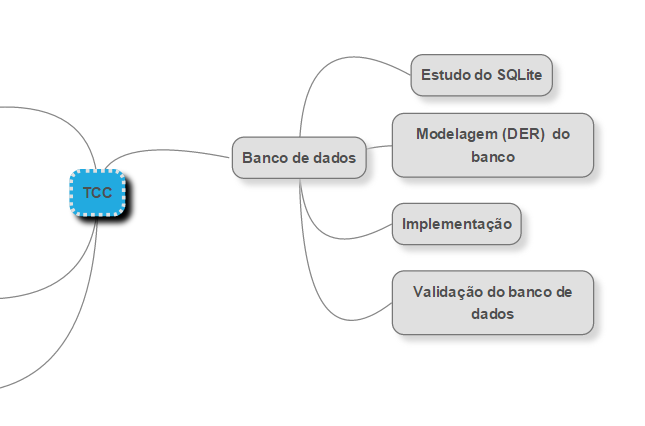 TCC
Banco de dados
Estudo do SQLite
Modelagem (DER) do
banco
Implementação
Validação do banco de
dados